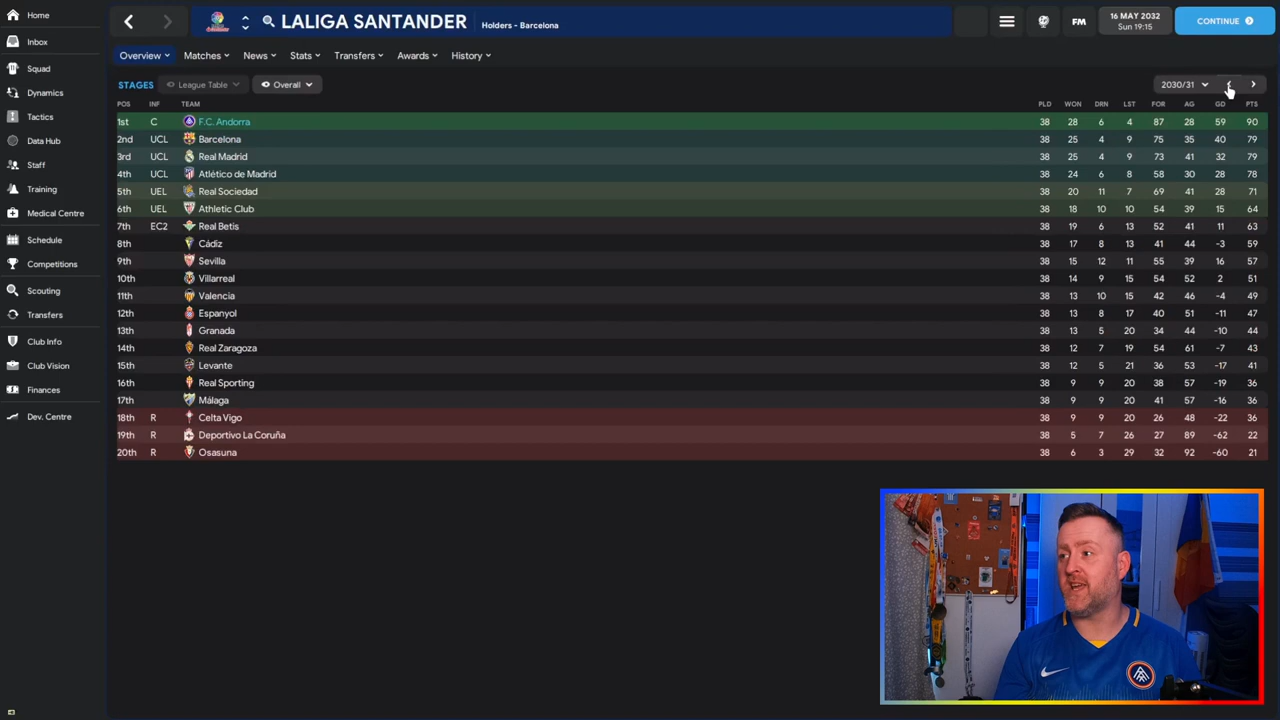 Home
LALIGA SANTANDER Holders - Barcelona
FM
16 MAY 2032
Sun 19:15
CONTINUE
Inbox
Squad
Dynamics
Tactics
Data Hub
Staff
Training
Medical Centre
Schedule
Competitions
Scouting
Transfers
Club Info
Club Vision
Finances
Dev. Centre
Overview Matches News Stats Transfers Awards History
STAGES League Table Overall 2030/31
POS INF TEAM PLD WON DRN LST FOR AG GD PTS
1st C F.C. Andorra 38 28 6 4 87 28 59 90
2nd UCL Barcelona 38 25 4 9 75 35 40 79
3rd UCL Real Madrid 38 25 4 9 73 41 32 79
4th UCL Atlético de Madrid 38 24 6 8 58 30 28 78
5th UEL Real Sociedad 38 20 11 7 69 41 28 71
6th UEL Athletic Club 38 18 10 10 54 39 15 64
7th EC2 Real Betis 38 19 6 13 52 41 11 63
8th Cádiz 38 17 8 13 41 44 -3 59
9th Sevilla 38 15 12 11 55 39 16 57
10th Villarreal 38 14 9 15 54 52 2 51
11th Valencia 38 13 10 15 42 46 -4 49
12th Espanyol 38 13 8 17 40 51 -11 47
13th Granada 38 13 5 20 34 44 -10 44
14th Real Zaragoza 38 12 7 19 54 61 -7 43
15th Levante 38 12 5 21 36 53 -17 41
16th Real Sporting 38 9 9 20 38 57 -19 36
17th Málaga 38 9 9 20 41 57 -16 36
18th R Celta Vigo 38 9 9 20 26 48 -22 36
19th R Deportivo La Coruña 38 5 7 26 27 89 -62 22
20th R Osasuna 38 6 3 29 32 92 -60 21